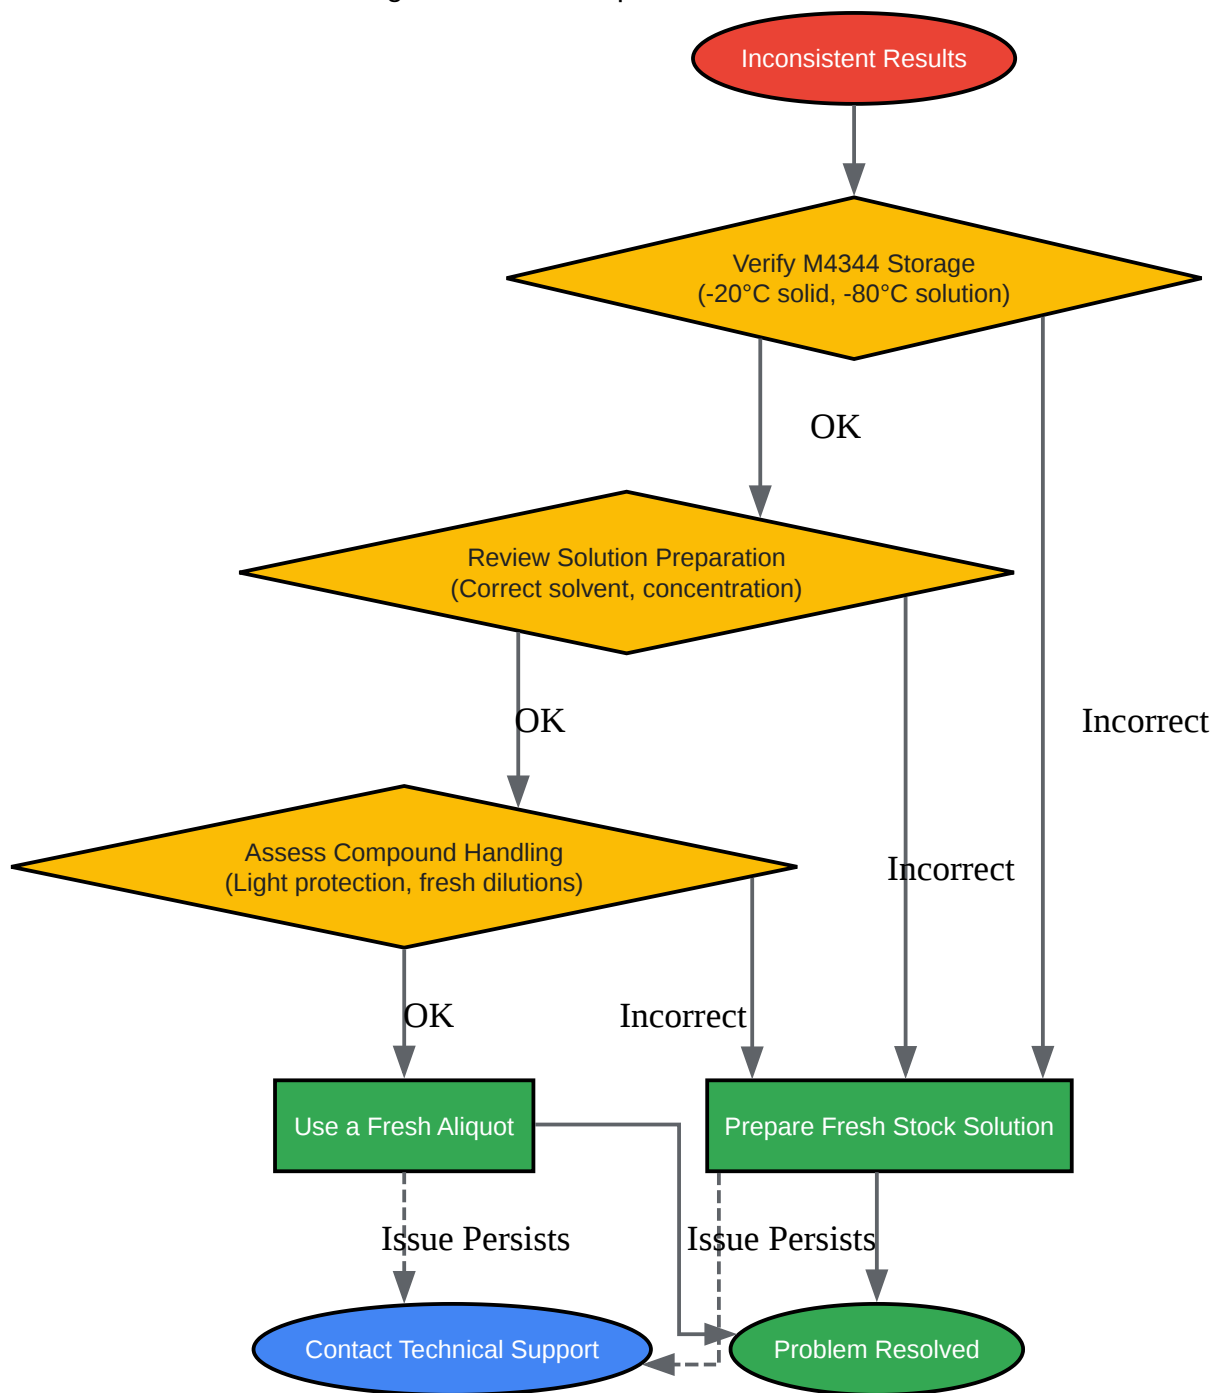 Inconsistent Results
Verify M4344 Storage
(-20°C solid, -80°C solution)
OK
Review Solution Preparation
(Correct solvent, concentration)
OK
Incorrect
Assess Compound Handling
(Light protection, fresh dilutions)
Incorrect
OK
Incorrect
Use a Fresh Aliquot
Prepare Fresh Stock Solution
Issue Persists
Issue Persists
Contact Technical Support
Problem Resolved